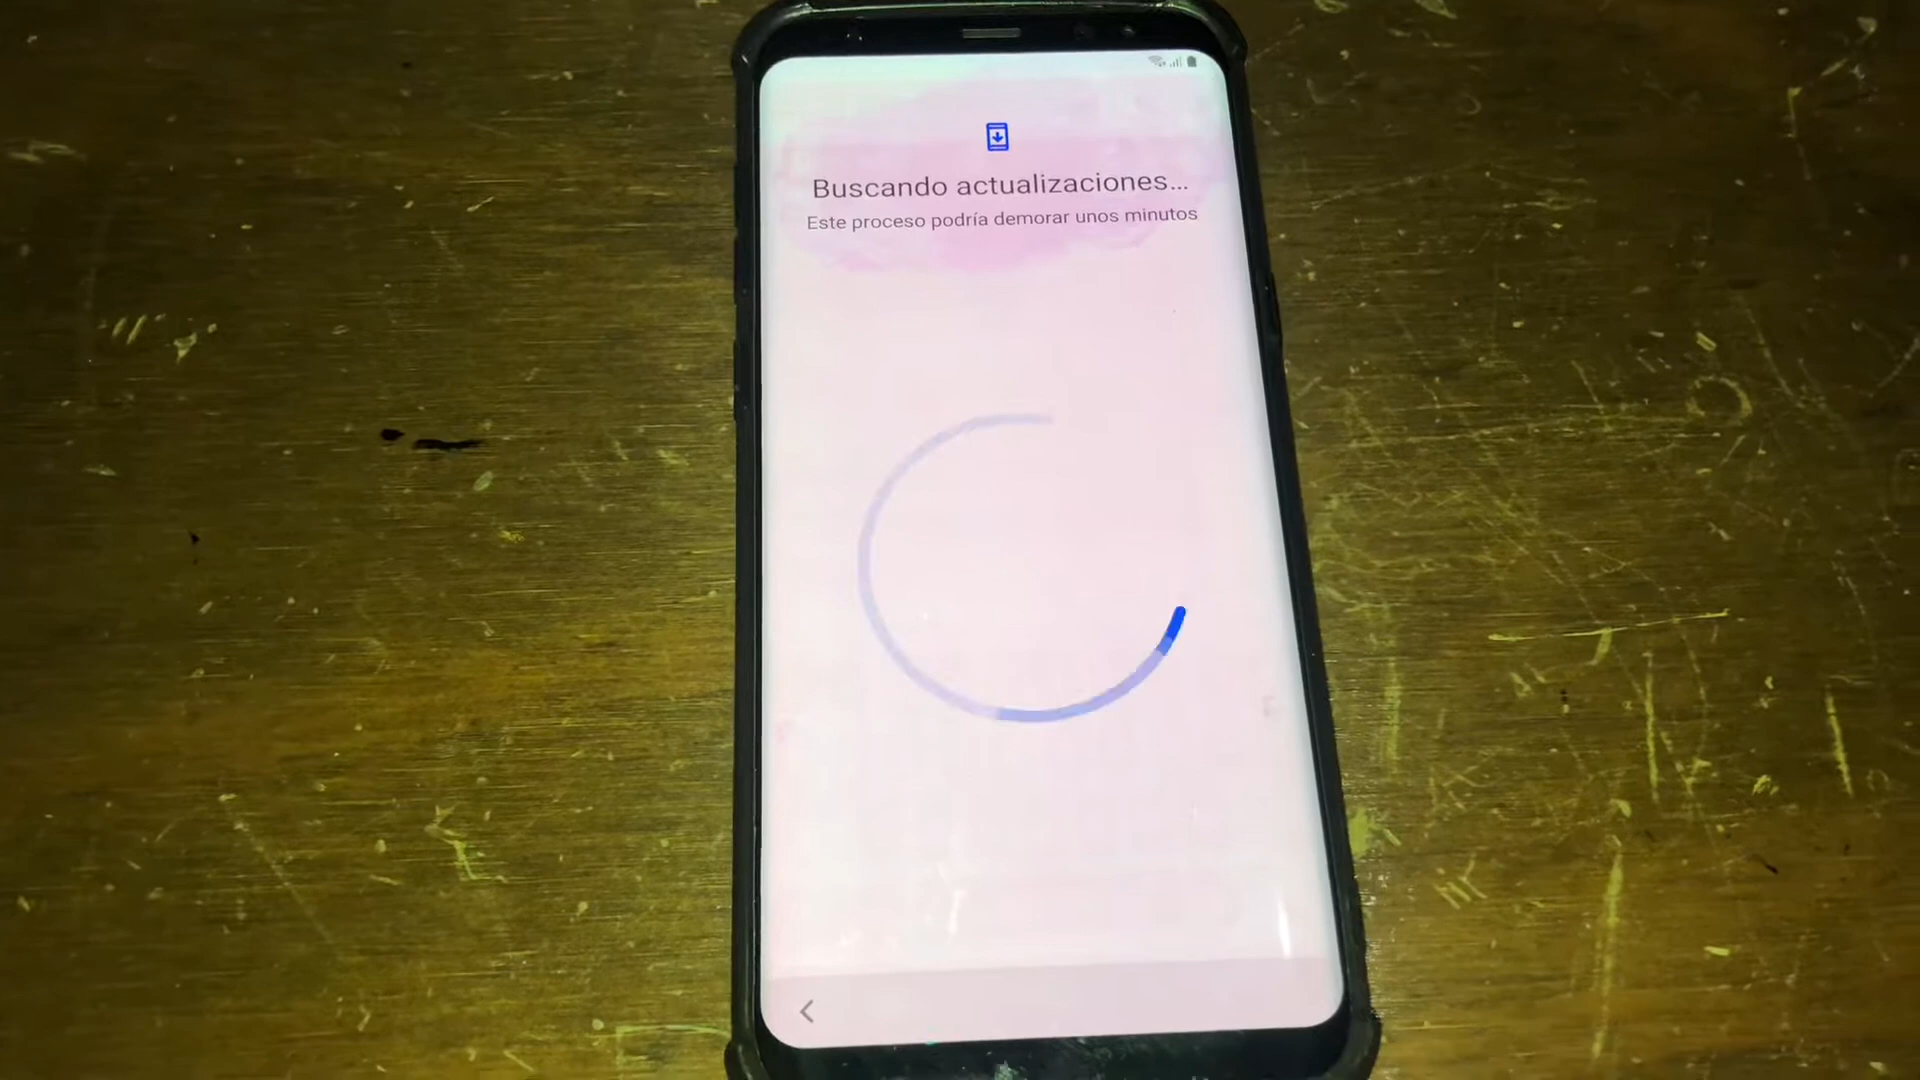 Buscando actualizaciones...
Este proceso podría demorar unos minutos